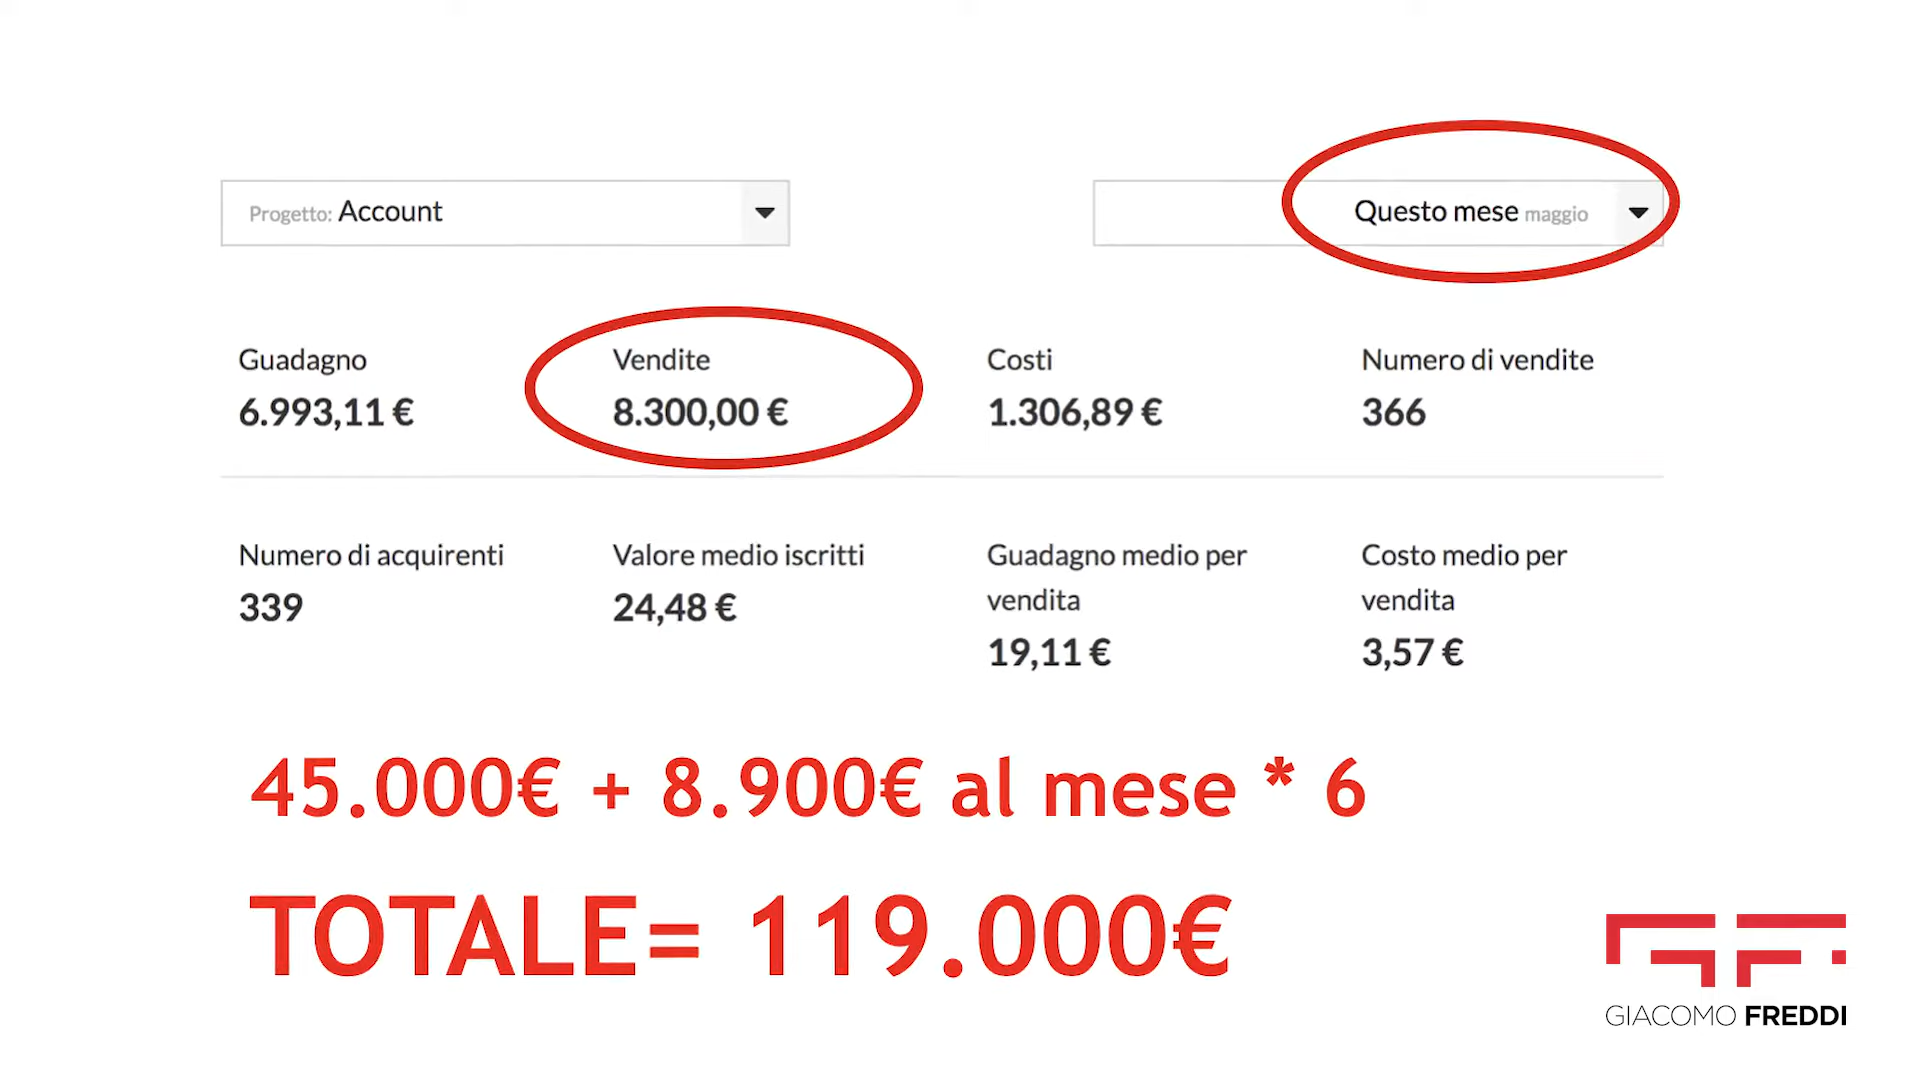 Progetto: Account
Questo mese maggio
Guadagno
6.993,11 €
Vendite
8.300,00 €
Costi
1.306,89 €
Numero di vendite
366
Numero di acquirenti
339
Valore medio iscritti
24,48 €
Guadagno medio per
vendita
19,11 €
Costo medio per
vendita
3,57 €
45.000€ + 8.900€ al mese * 6
TOTALE= 119.000€
GF
GIACOMO FREDDI